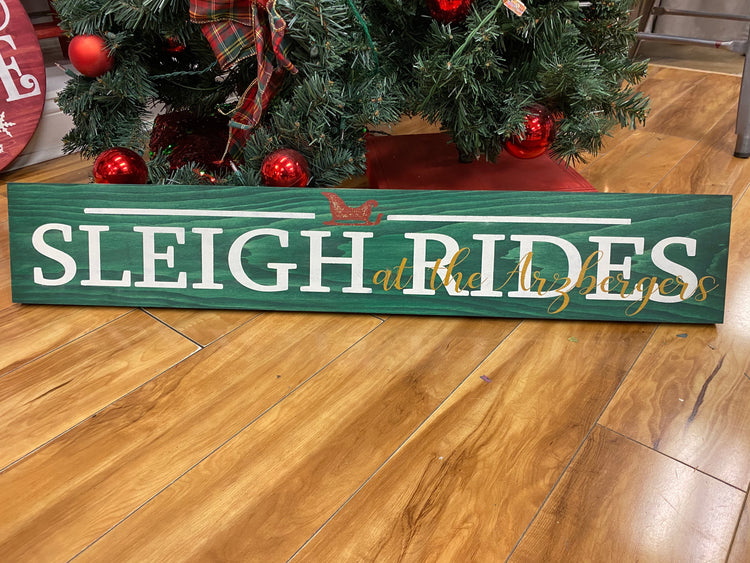 SLEIGH RIDES
at the Arzbergers